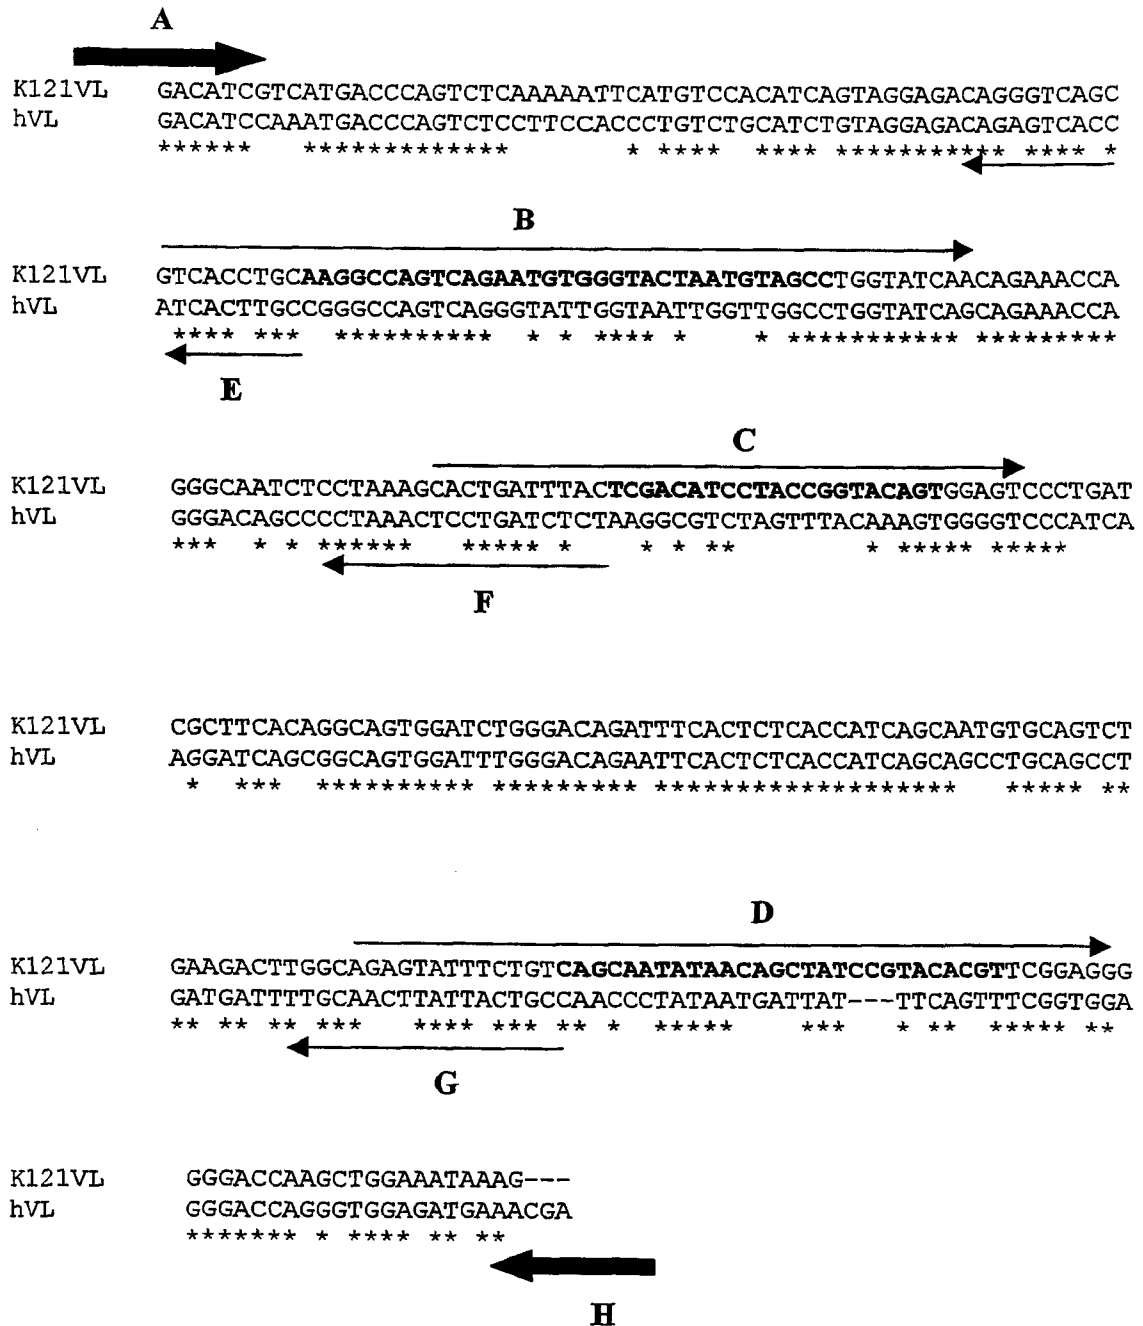 A
K121VL GACATCGTCATGACCCAGTCTCAAAAATTCATGTCCACATCAGTAGGAGACAGGGTCAGC
hVL GACATCCAAATGACCCAGTCTCCTTCCACCCTGTCTGCATCTGTAGGAGACAGAGTCACC
****** ************* * **** **** *********** **** *
B
K121VL GTCACCTGCAAGGCCAGTCAGAATGTGGGTACTAATGTAGCCTGGTATCAACAGAAACCA
hVL ATCACTTGCCGGGCCAGTCAGGGTATTGGTAATTGGTTGGCCTGGTATCAGCAGAAACCA
**** *** ********** * * **** * * *********** *********
E
C
K121VL GGGCAATCTCCTAAAGCACTGATTTACTCGACATCCTACCGGTACAGTGGAGTCCCTGAT
hVL GGGACAGCCCCTAAACTCCTGATCTCTAAGGCGTCTAGTTTACAAAGTGGGGTCCCATCA
*** * * ****** ***** * * * ** * ***** *****
F
K121VL CGCTTCACAGGCAGTGGATCTGGGACAGATTTCACTCTCACCATCAGCAATGTGCAGTCT
hVL AGGATCAGCGGCAGTGGATTTGGGACAGAATTCACTCTCACCATCAGCAGCCTGCAGCCT
* *** ********** ********* ******************* ***** **
D
K121VL GAAGACTTGGCAGAGTATTTCTGTCAGCAATATAACAGCTATCCGTACACGTTCGGAGGG
hVL GATGATTTTGCAACTTATTACTGCCAACCCTATAATGATTAT---TTCAGTTTCGGTGGA
** ** ** *** **** *** ** * ***** *** * ** ***** **
G
K121VL GGGACCAAGCTGGAAATAAAG---
hVL GGGACCAGGGTGGAGATGAAACGA
******* * **** ** **
H